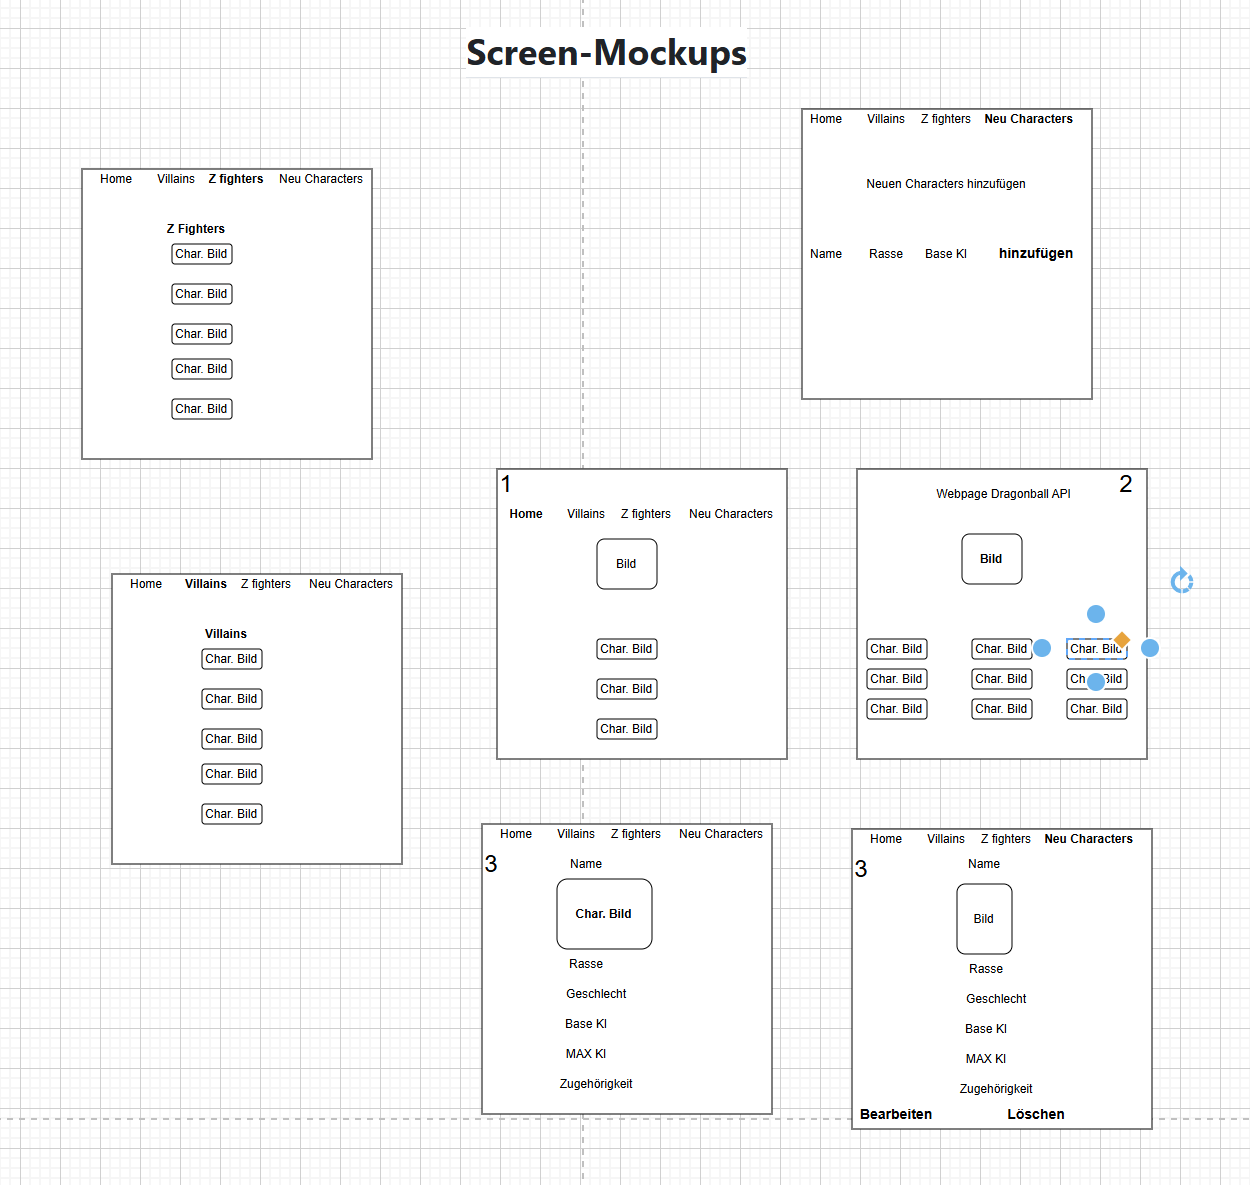 Screen-Mockups
Home Villains Z fighters Neu Characters
Neuen Characters hinzufügen
Name Rasse Base KI hinzufügen
Home Villains Z fighters Neu Characters
Z Fighters
Char. Bild
Char. Bild
Char. Bild
Char. Bild
Char. Bild
1
Home Villains Z fighters Neu Characters
Bild
Char. Bild
Char. Bild
Char. Bild
2
Webpage Dragonball API
Bild
Char. Bild Char. Bild Char. Bild
Char. Bild Char. Bild Char. Bild
Char. Bild Char. Bild Char. Bild
Home Villains Z fighters Neu Characters
Villains
Char. Bild
Char. Bild
Char. Bild
Char. Bild
Char. Bild
Home Villains Z fighters Neu Characters
3
Name
Char. Bild
Rasse
Geschlecht
Base KI
MAX KI
Zugehörigkeit
Home Villains Z fighters Neu Characters
3
Name
Bild
Rasse
Geschlecht
Base KI
MAX KI
Zugehörigkeit
Bearbeiten Löschen